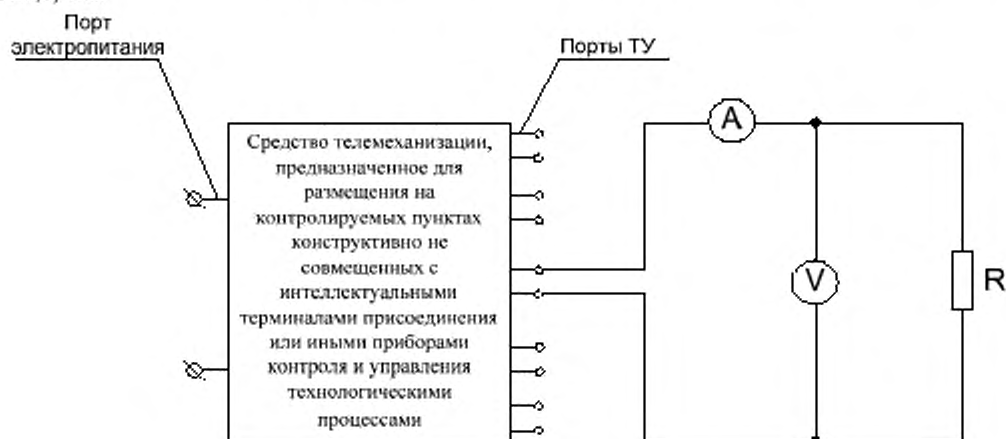 Порт
электропитания
Порты ТУ
A
Средство телемеханизации,
предназначенное для
размещения на
контролируемых пунктах
конструктивно не
совмещенных с
интеллектуальными
терминалами присоединения
или иными приборами
контроля и управления
технологическими
процессами
V
R